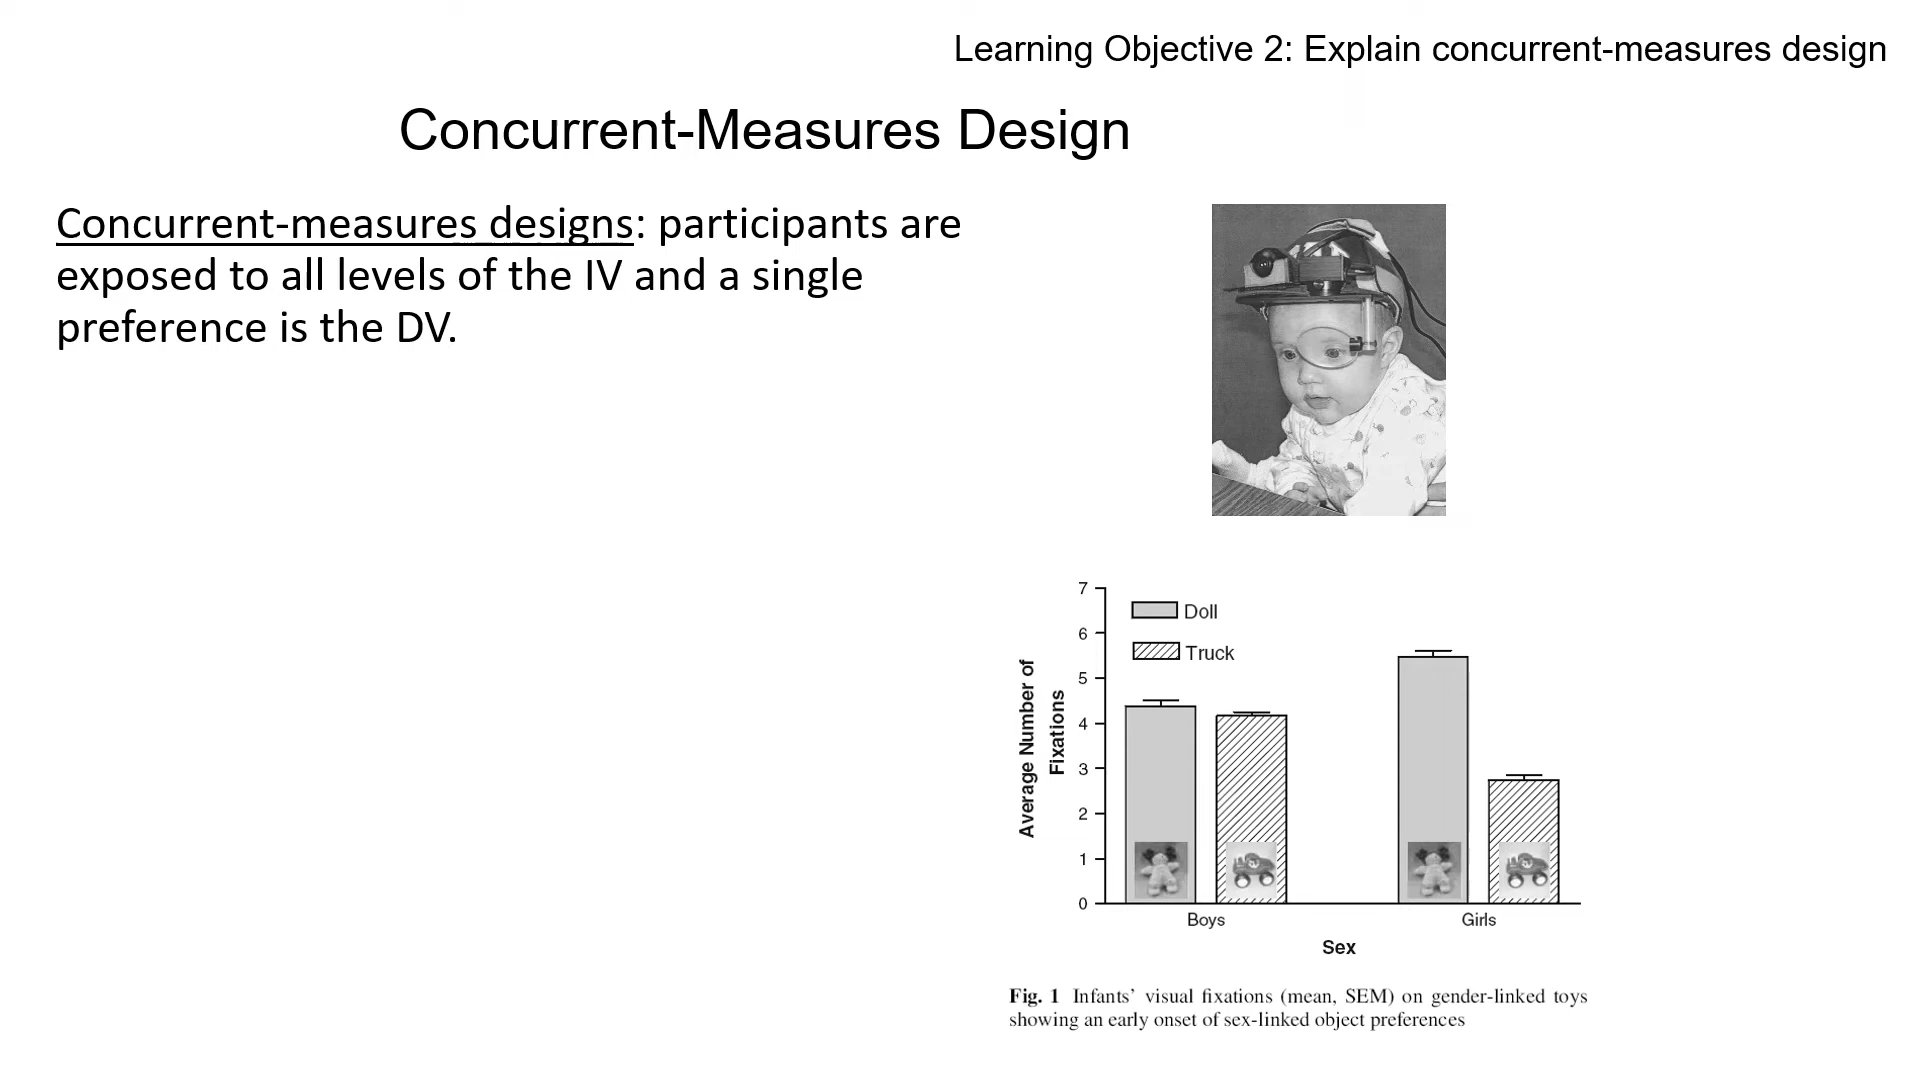 Learning Objective 2: Explain concurrent-measures design
Concurrent-Measures Design
Concurrent-measures designs: participants are
exposed to all levels of the IV and a single
preference is the DV.
7
6
5
4
3
2
1
0
Average Number of
Fixations
Doll
Truck
Boys
Girls
Sex
Fig. 1 Infants’ visual fixations (mean, SEM) on gender-linked toys
showing an early onset of sex-linked object preferences